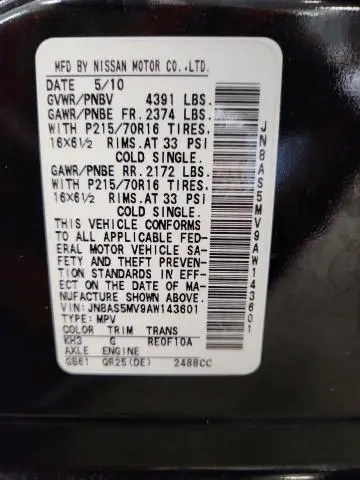 MFD BY NISSAN MOTOR CO.,LTD.
DATE 5/10
GVWR/PNBV 4391 LBS.
GAWR/PNBE FR. 2374 LBS.
WITH P215/70R16 TIRES,
16X6½ RIMS. AT 33 PSI
COLD SINGLE.
GAWR/PNBE RR. 2172 LBS.
WITH P215/70R16 TIRES,
16X6½ RIMS. AT 33 PSI
COLD SINGLE.
THIS VEHICLE CONFORMS
TO ALL APPLICABLE FED-
ERAL MOTOR VEHICLE SA-
FETY AND THEFT PREVENT-
ION STANDARDS IN EFF-
ECT ON THE DATE OF MA-
NUFACTURE SHOWN ABOVE.
VIN: JN8AS5MV9AW143601
TYPE: MPV
COLOR TRIM TRANS
KH3 G RE0F10A
AXLE ENGINE
GB61 QR25(DE) 2488CC
JN8AS5MV9AW143601